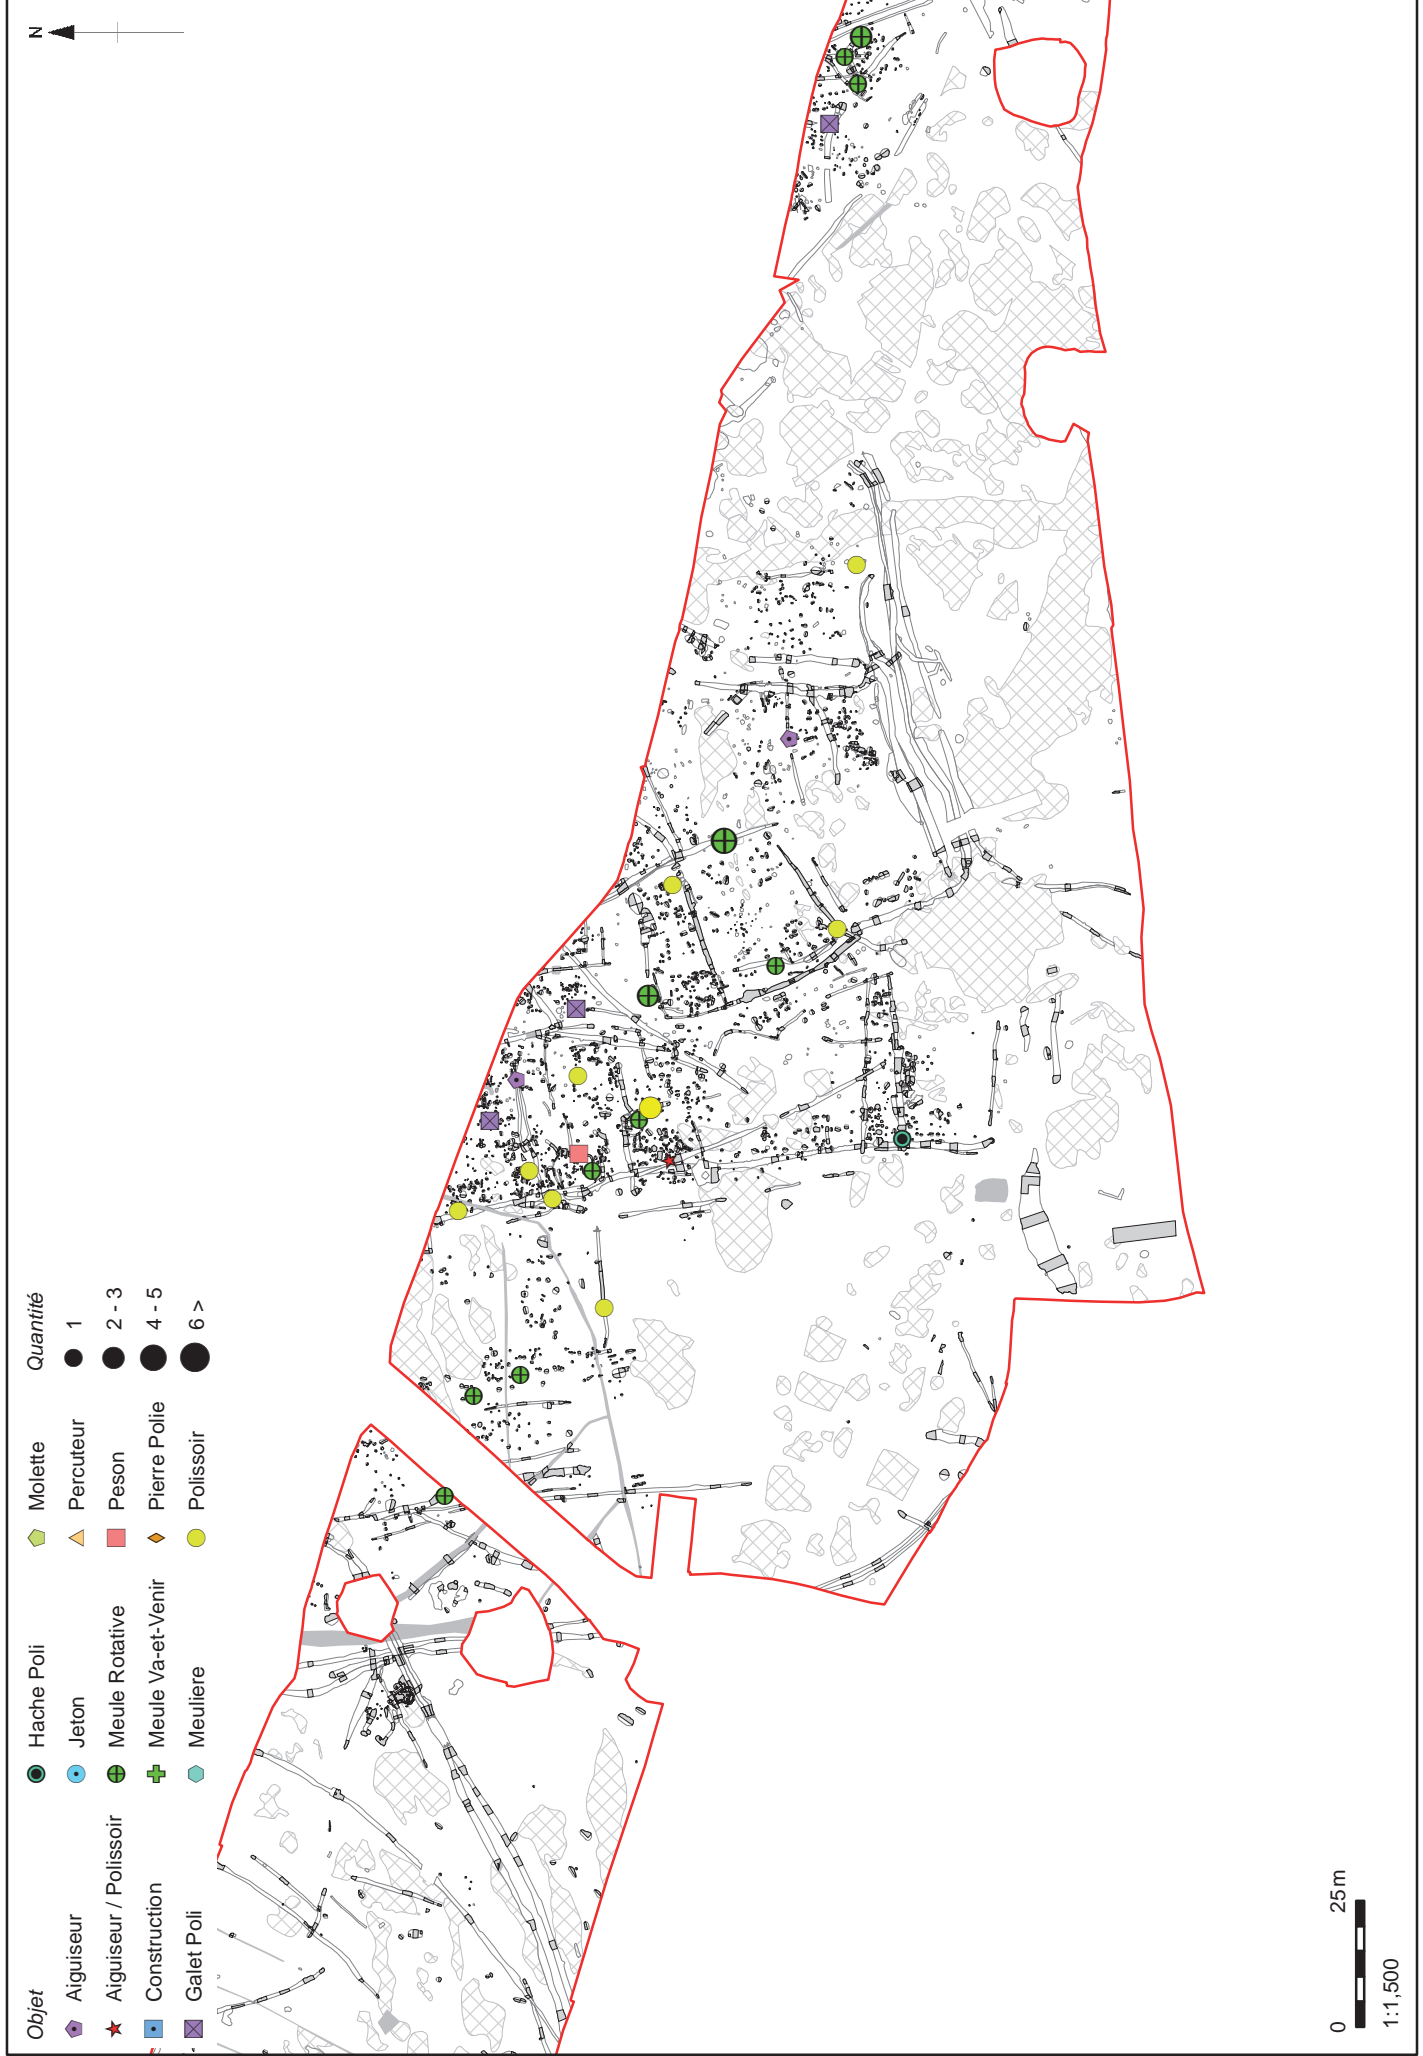 Objet
Aiguiseur
Aiguiseur / Polissoir
Construction
Galet Poli
Hache Poli
Jeton
Meule Rotative
Meule Va-et-Venir
Meuliere
Molette
Percuteur
Peson
Pierre Polie
Polissoir
Quantité
1
2 - 3
4 - 5
6 >
N
0 25m
1:1,500